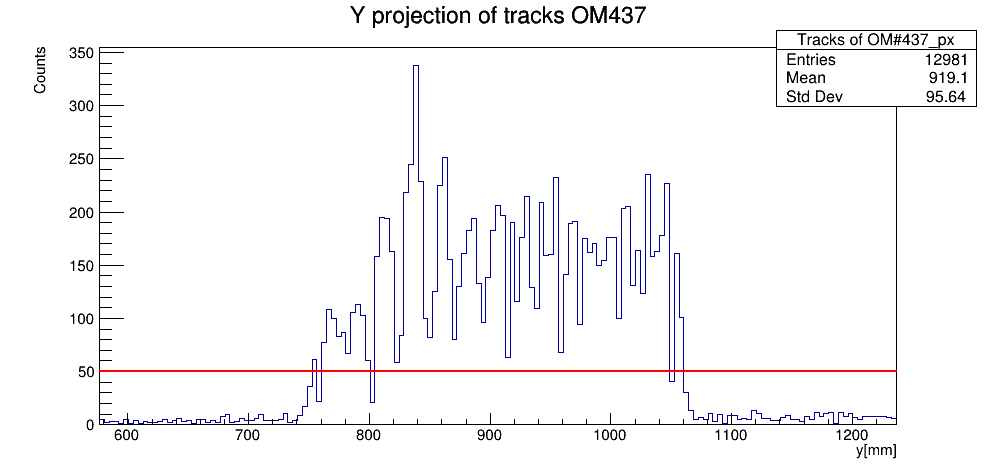 Y projection of tracks OM437
Tracks of OM#437_px
Entries 12981
Mean 919.1
Std Dev 95.64
Counts
350
300
250
200
150
100
50
0
600 700 800 900 1000 1100 1200
y[mm]